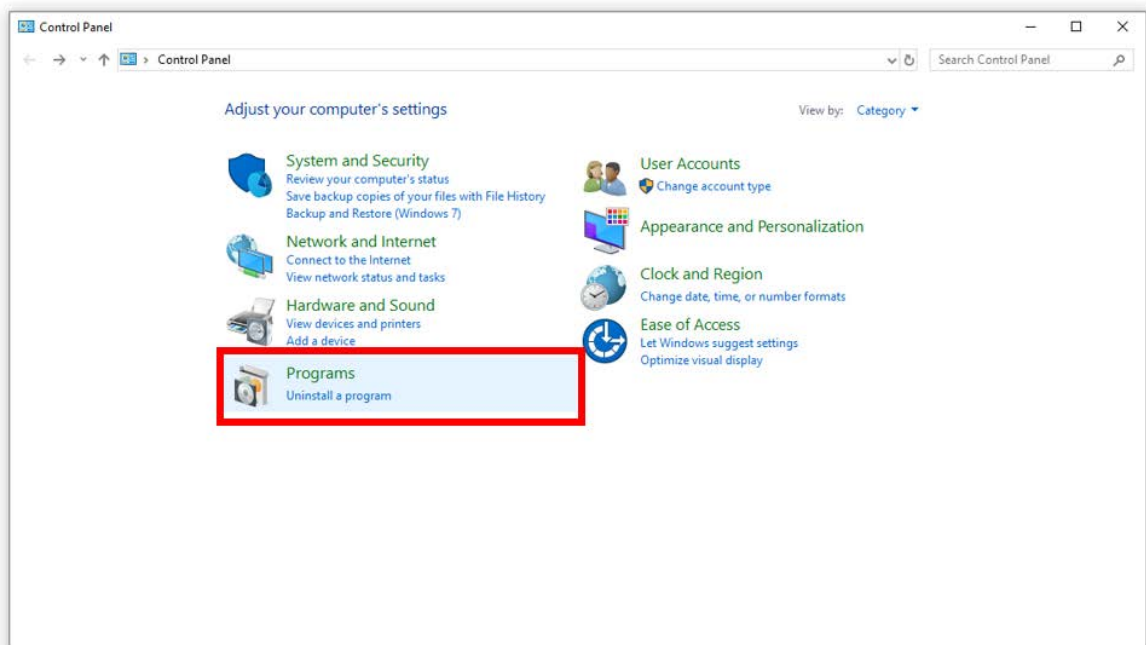 Control Panel
Control Panel
Search Control Panel
Adjust your computer's settings
View by: Category
System and Security
Review your computer's status
Save backup copies of your files with File History
Backup and Restore (Windows 7)
Network and Internet
Connect to the Internet
View network status and tasks
Hardware and Sound
View devices and printers
Add a device
Programs
Uninstall a program
User Accounts
Change account type
Appearance and Personalization
Clock and Region
Change date, time, or number formats
Ease of Access
Let Windows suggest settings
Optimize visual display